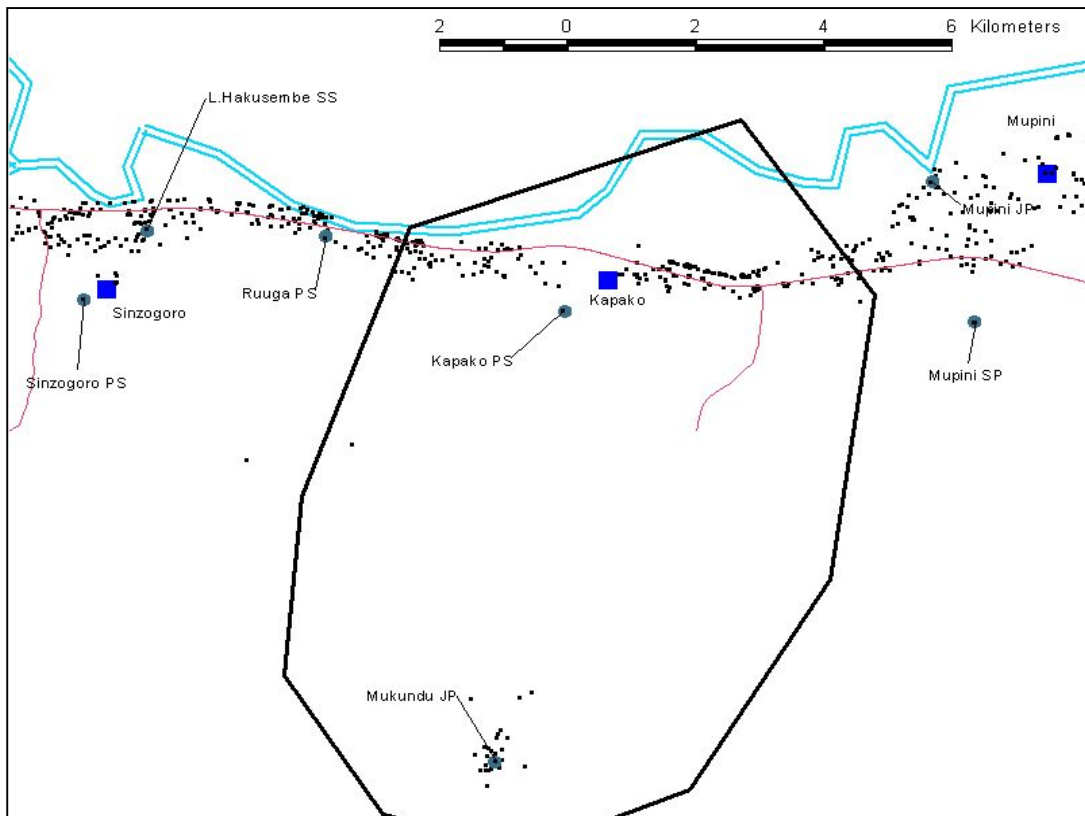 2 0 2 4 6 Kilometers
L.Hakusembe SS
Mupini
Mupini JP
Ruuga PS
Sinzogoro
Kapako
Sinzogoro PS
Kapako PS
Mupini SP
Mukundu JP